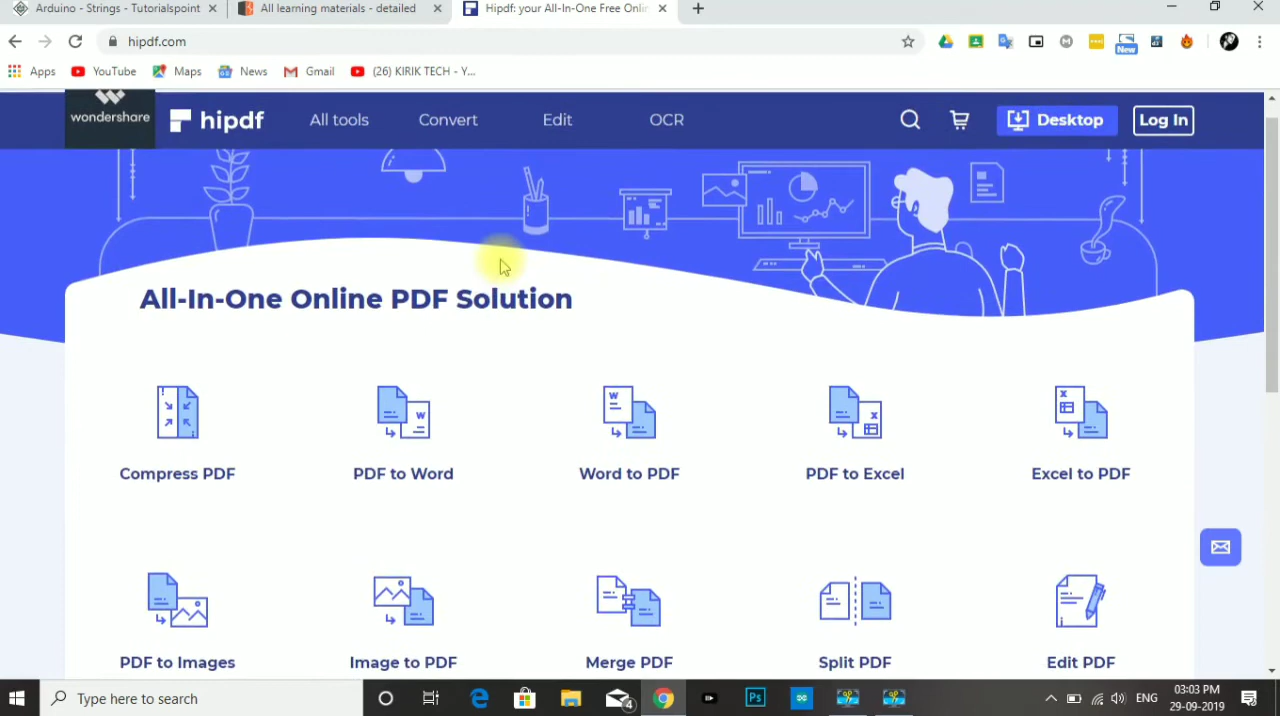 Arduino - Strings - Tutorialspoint
All learning materials - detailed
Hipdf: your All-In-One Free Onlin
hipdf.com
New
Apps
YouTube
Maps
News
Gmail
(26) KIRIK TECH - Y...
wondershare
hipdf
All tools
Convert
Edit
OCR
Desktop
Log In
All-In-One Online PDF Solution
Compress PDF
PDF to Word
Word to PDF
PDF to Excel
Excel to PDF
PDF to Images
Image to PDF
Merge PDF
Split PDF
Edit PDF
Type here to search
4
Ps
ENG
03:03 PM
29-09-2019